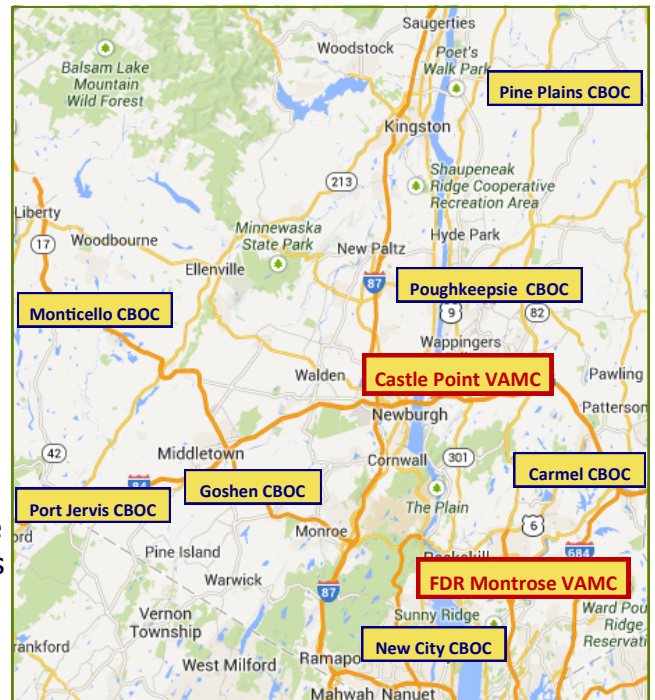 Saugerties
Woodstock
Poet's
Walk Park
Balsam Lake
Mountain
Wild Forest
Pine Plains CBOC
Kingston
213
Shaupeneak
Ridge Cooperative
Recreation Area
Liberty
17
Woodbourne
Minnewaska
State Park
New Paltz
Hyde Park
Ellenville
87
Poughkeepsie CBOC
Monticello CBOC
9
82
Wappingers
Castle Point VAMC
Walden
Pawling
Newburgh
Patterson
42
Middletown
Cornwall
301
Carmel CBOC
84
Goshen CBOC
Port Jervis CBOC
The Plain
Monroe
6
Pine Island
684
Warwick
87
FDR Montrose VAMC
Vernon
Township
Sunny Ridge
Ward Pou
Ridge
Reservati
New City CBOC
rankford
West Milford
Ramapo
Mahwah
Nanuet